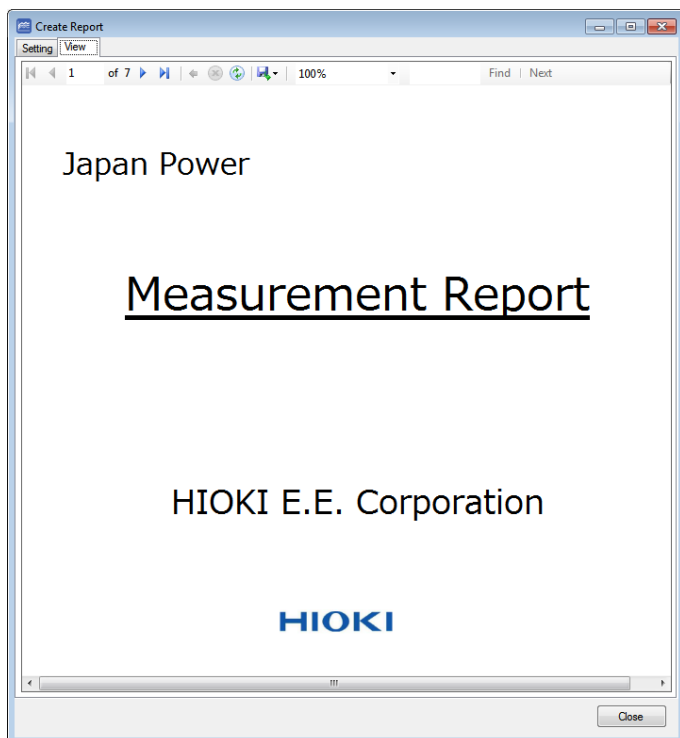 Create Report
Setting View
1 of 7 100% Find | Next
Japan Power
Measurement Report
HIOKI E.E. Corporation
HIOKI
Close